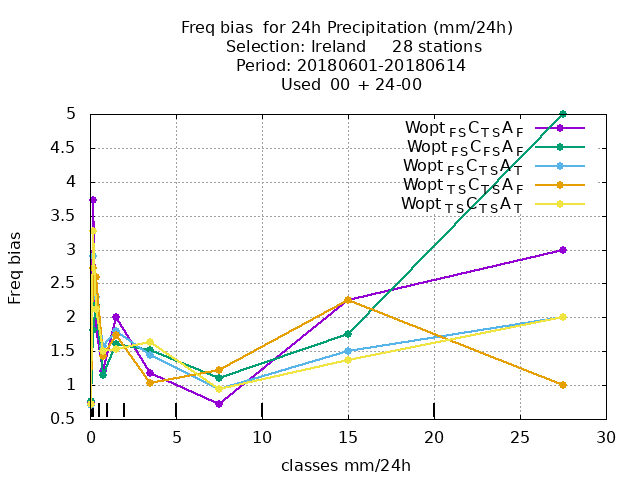 Freq bias  for 24h Precipitation (mm/24h)
Selection: Ireland     28 stations
Period: 20180601-20180614
Used  00 + 24-00
Wopt FS C TS A F
Wopt FS C FS A F
Wopt FS C TS A T
Wopt TS C TS A F
Wopt TS C TS A T
5
4.5
4
3.5
3
2.5
2
1.5
1
0.5
Freq bias
0 5 10 15 20 25 30
classes mm/24h